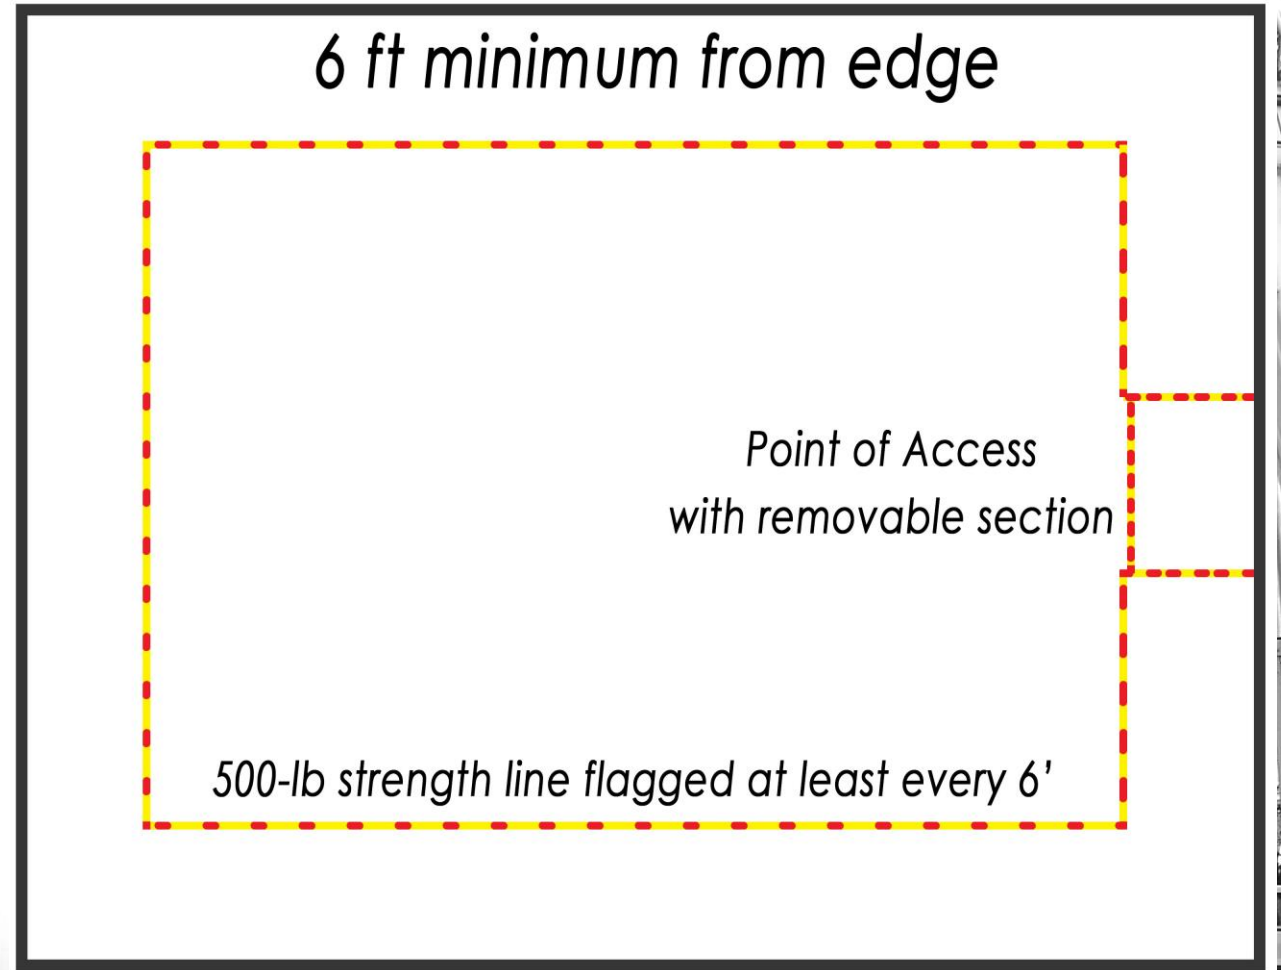 6 ft minimum from edge
Point of Access
with removable section
500-lb strength line flagged at least every 6’